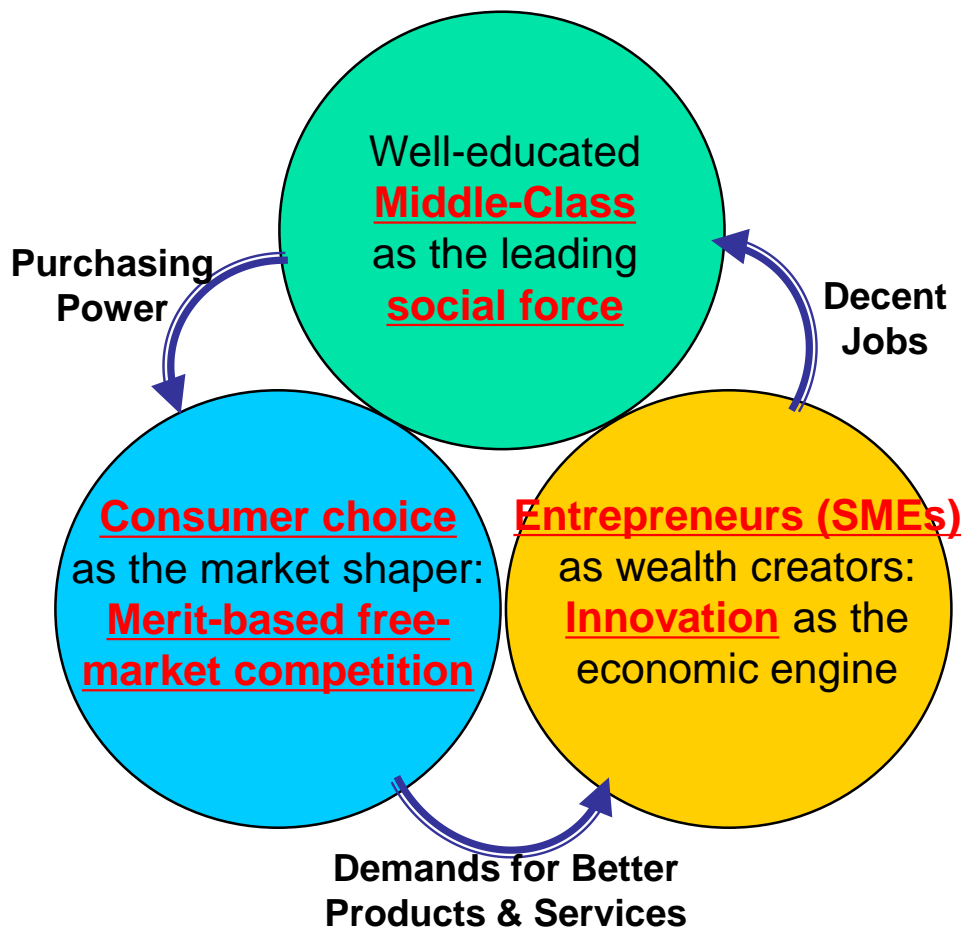 Well-educated
Middle-Class
as the leading
social force
Purchasing
Power
Decent
Jobs
Consumer choice
as the market shaper:
Merit-based free-
market competition
Entrepreneurs (SMEs)
as wealth creators:
Innovation as the
economic engine
Demands for Better
Products & Services